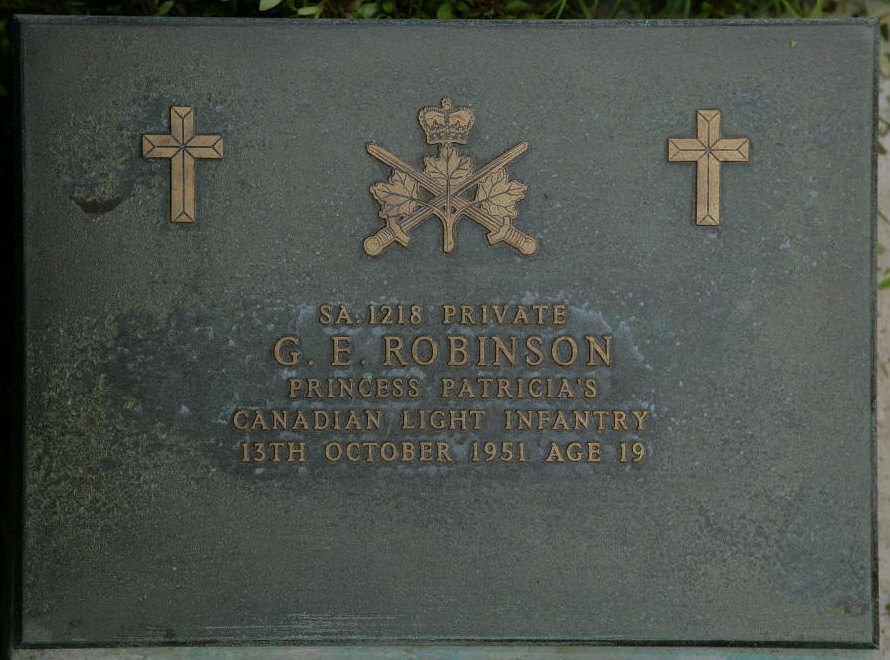 SA. 1218 PRIVATE
G. E. ROBINSON
PRINCESS PATRICIA'S
CANADIAN LIGHT INFANTRY
13TH OCTOBER 1951 AGE 19